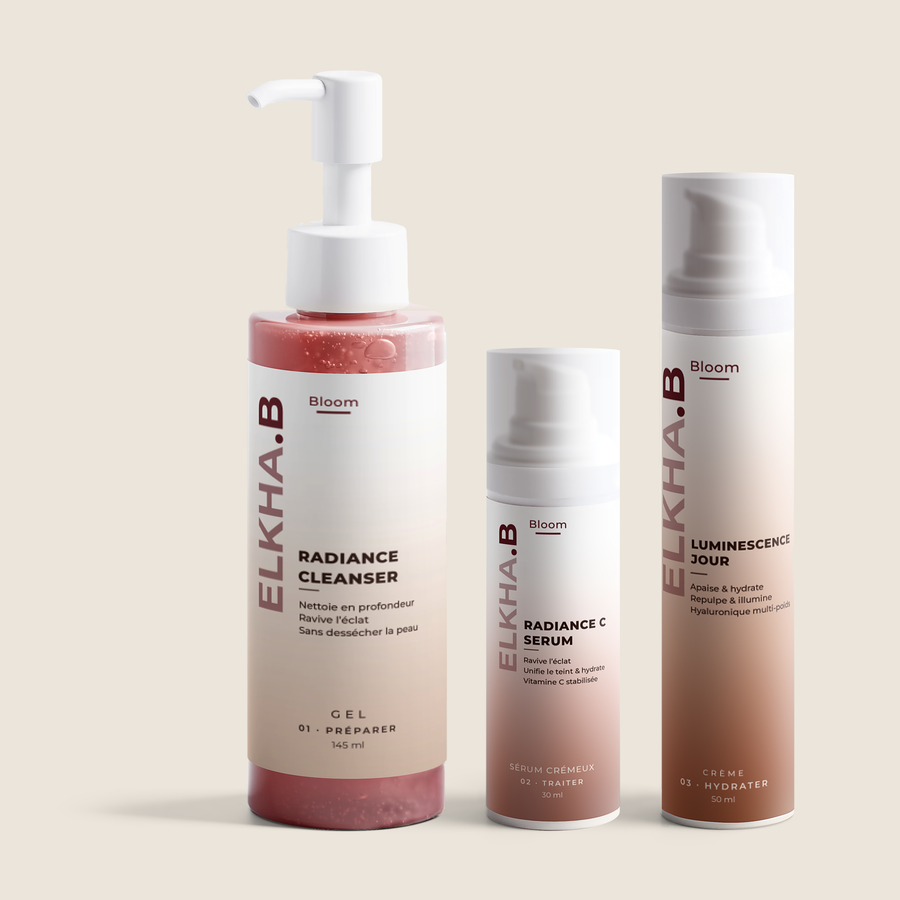 ELKHA.B
Bloom
RADIANCE
CLEANSER
Nettoie en profondeur
Ravive l'éclat
Sans dessécher la peau
GEL
01 · PRÉPARER
145 ml
ELKHA.B
Bloom
RADIANCE C
SERUM
Ravive l'éclat
Unifie le teint & hydrate
Vitamine C stabilisée
SÉRUM CRÉMEUX
02 · TRAITER
30 ml
ELKHA.B
Bloom
LUMINESCENCE
JOUR
Apaise & hydrate
Repulpe & illumine
Hyaluronique multi-poids
CRÈME
03 · HYDRATER
50 ml